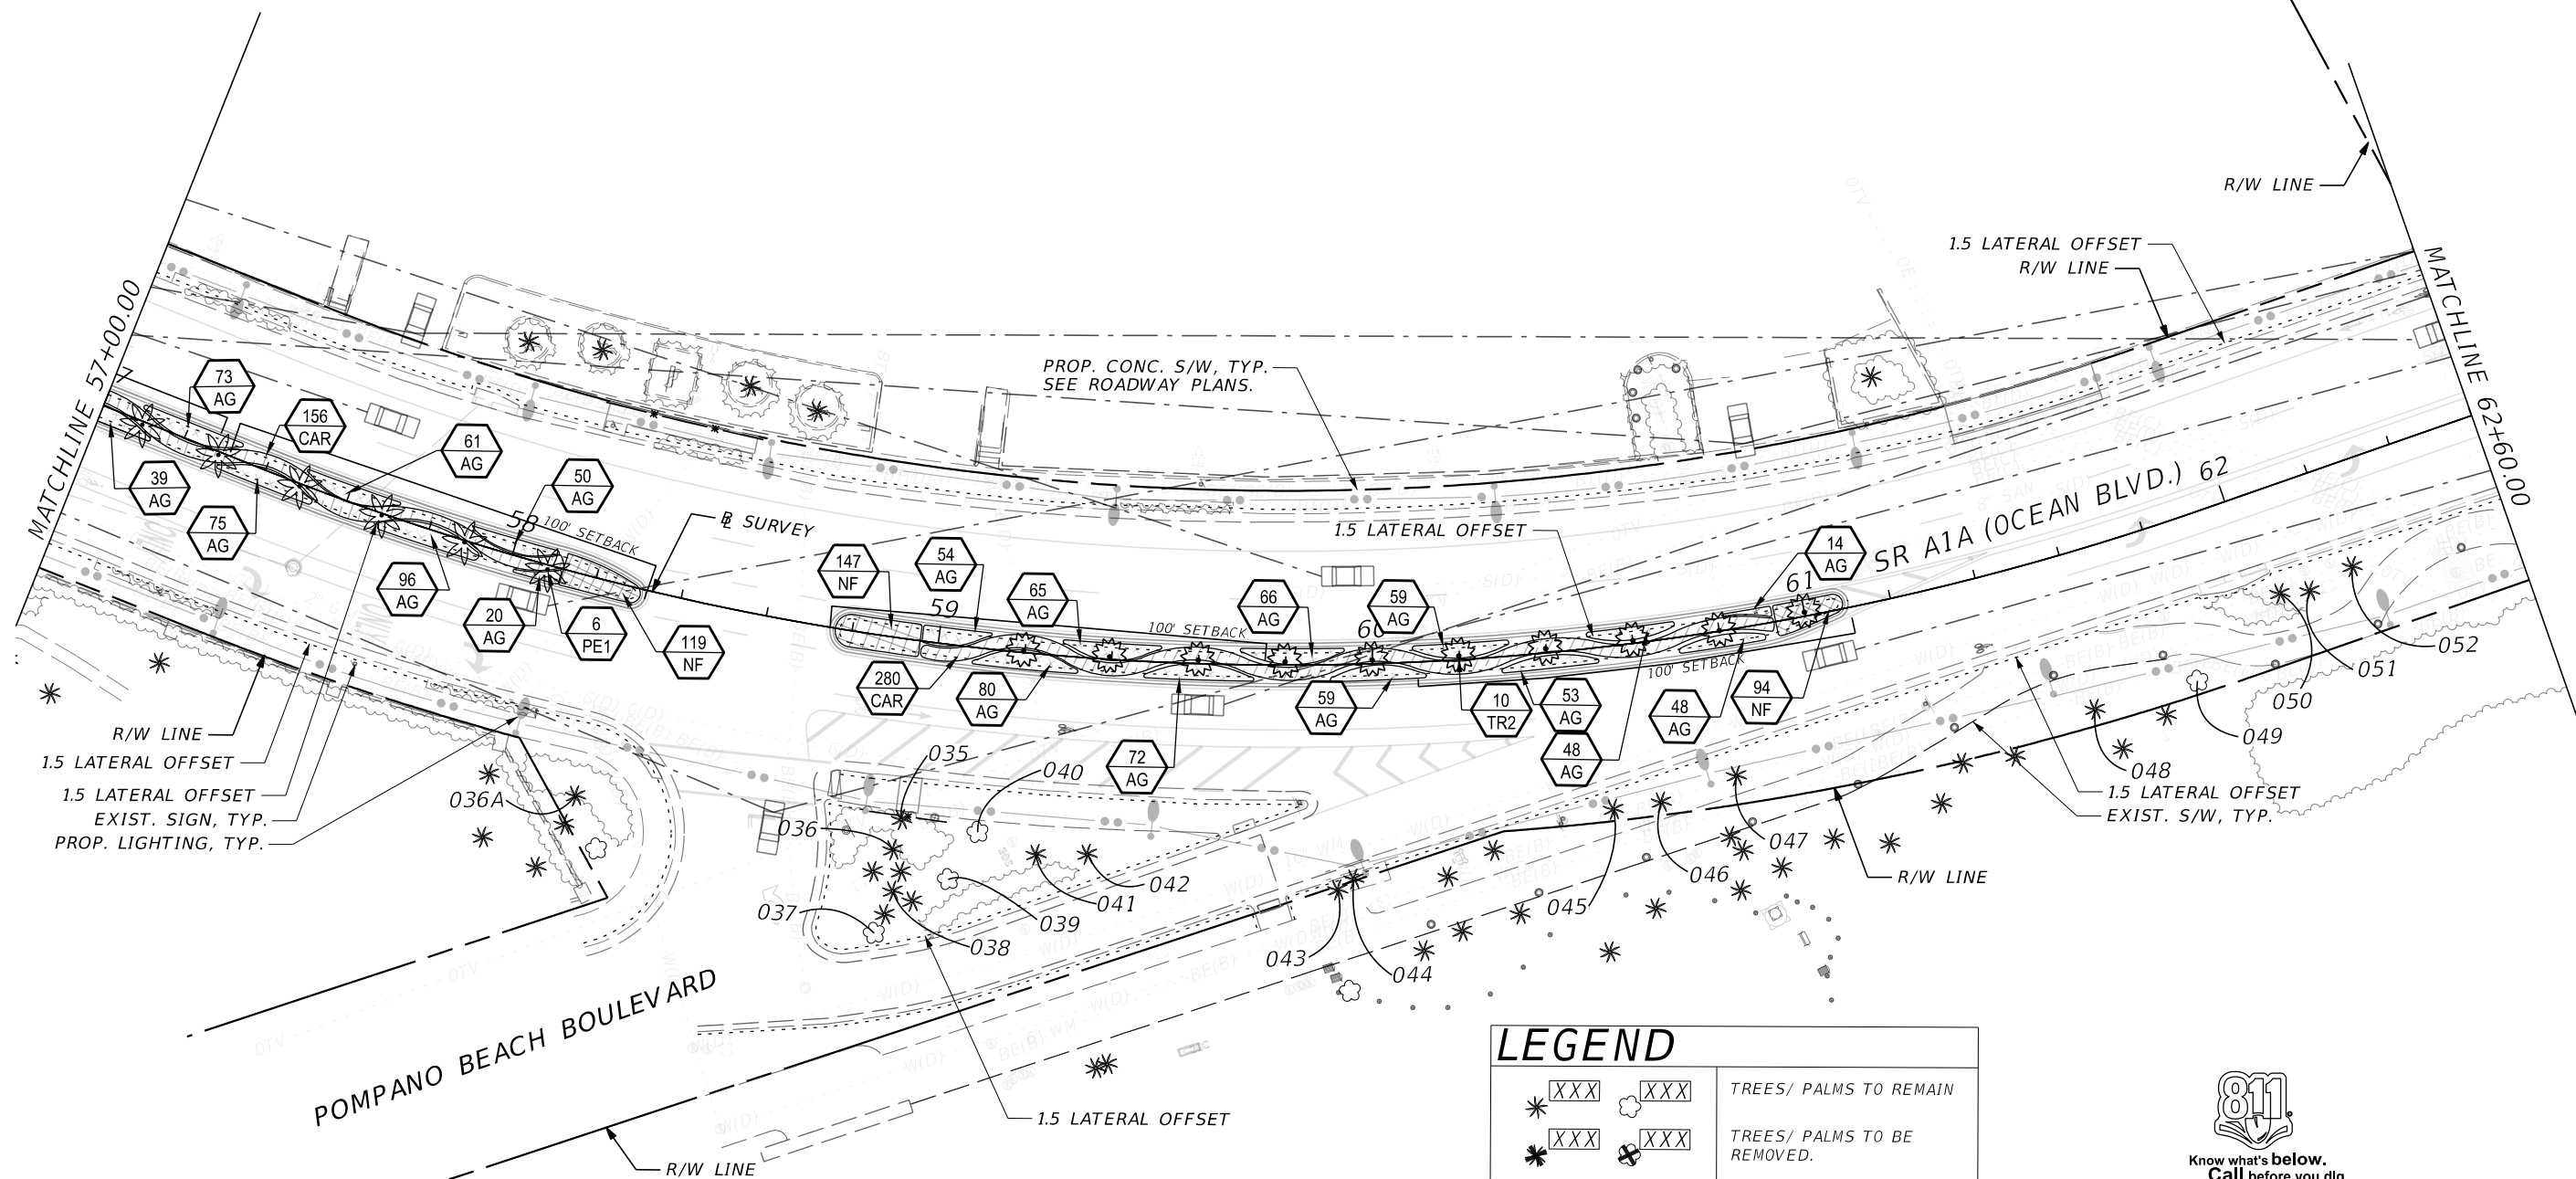 MATCHLINE 57+00.00
73
AG
156
CAR
61
AG
50
AG
39
AG
75
AG
96
AG
20
AG
6
PE1
119
NF
58
100' SETBACK
BL SURVEY
R/W LINE
1.5 LATERAL OFFSET
1.5 LATERAL OFFSET
EXIST. SIGN, TYP.
PROP. LIGHTING, TYP.
036A
PROP. CONC. S/W, TYP.
SEE ROADWAY PLANS.
147
NF
54
AG
59
65
AG
100' SETBACK
66
AG
60
59
AG
1.5 LATERAL OFFSET
14
AG
61
SR A1A (OCEAN BLVD.) 62
280
CAR
80
AG
72
AG
59
AG
10
TR2
53
AG
48
AG
100' SETBACK
48
AG
94
NF
1.5 LATERAL OFFSET
R/W LINE
R/W LINE
MATCHLINE 62+60.00
035
036
037
038
039
040
041
042
043
044
045
046
047
048
049
050
051
052
1.5 LATERAL OFFSET
EXIST. S/W, TYP.
R/W LINE
POMPANO BEACH BOULEVARD
1.5 LATERAL OFFSET
R/W LINE
LEGEND
XXX XXX TREES/ PALMS TO REMAIN
XXX XXX TREES/ PALMS TO BE
REMOVED.
811
Know what's below.
Call before you dig